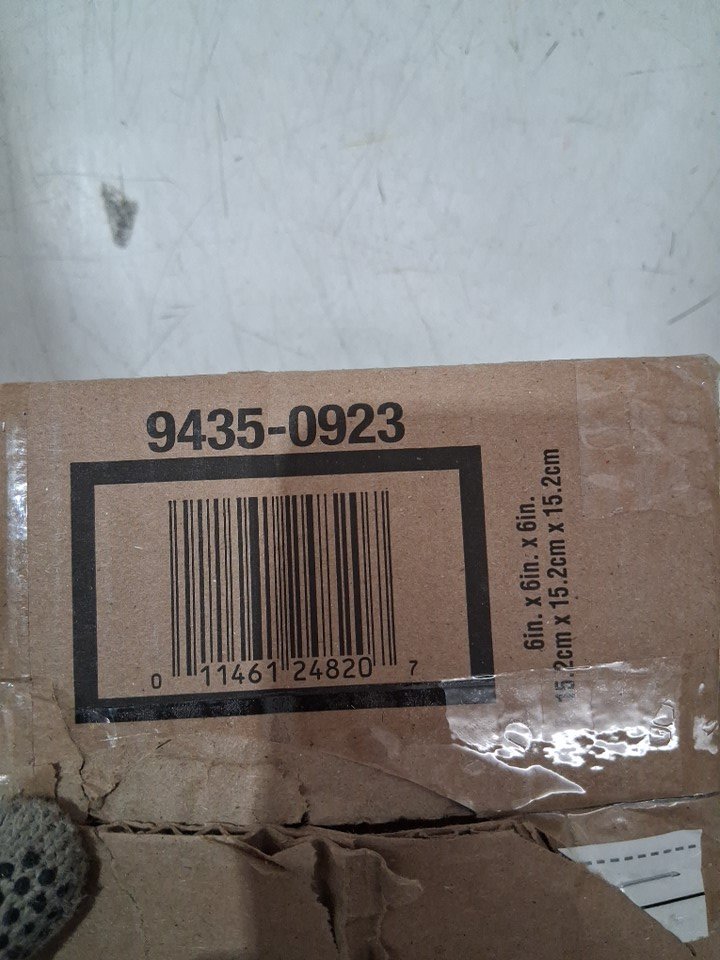 9435-0923
0 11461 24820 7
6in. x 6in. x 6in.
15.2cm x 15.2cm x 15.2cm